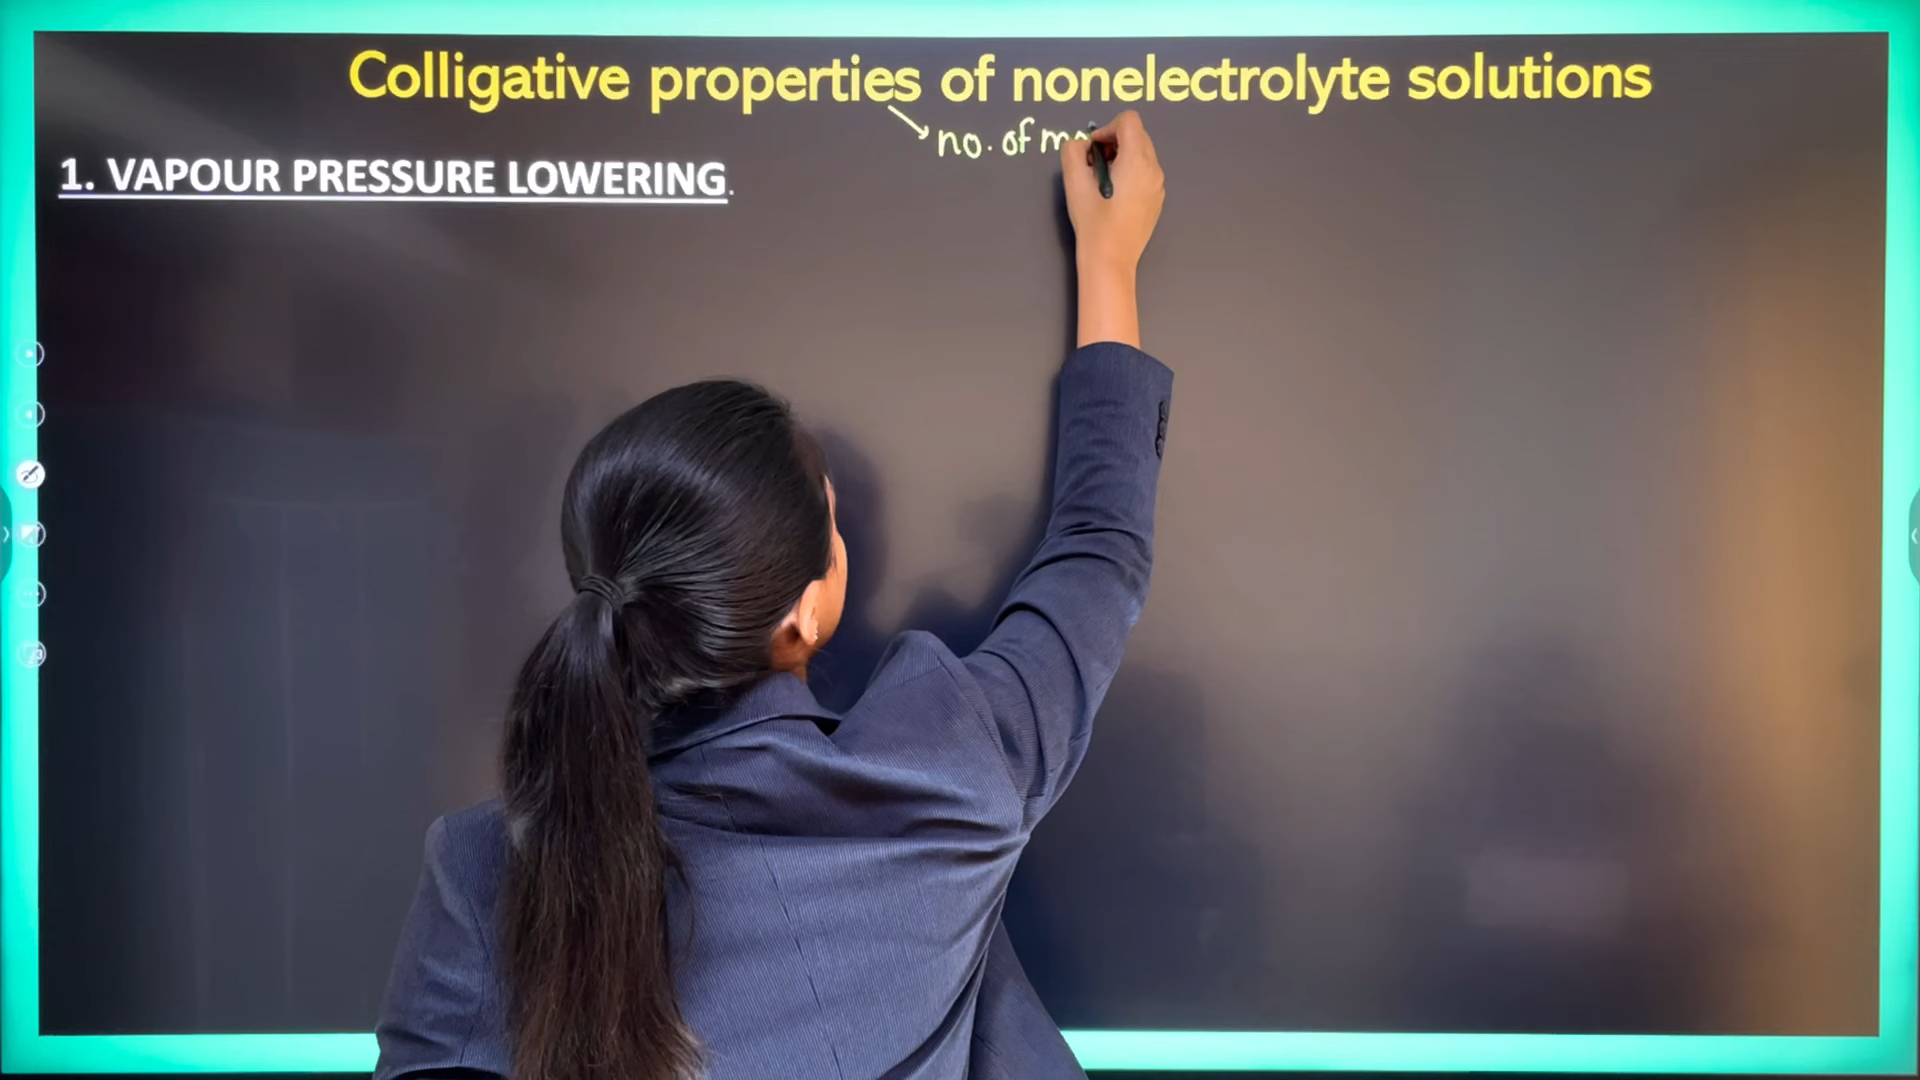 Colligative properties of nonelectrolyte solutions
no. of
1. VAPOUR PRESSURE LOWERING.